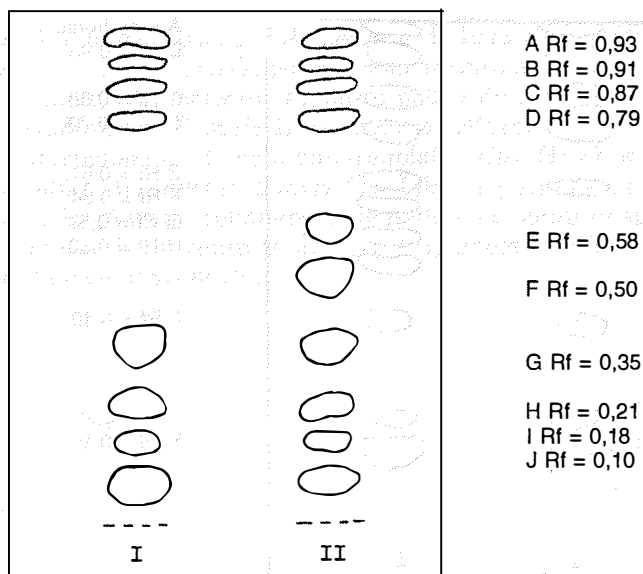 A Rf = 0,93
B Rf = 0,91
C Rf = 0,87
D Rf = 0,79
E Rf = 0,58
F Rf = 0,50
G Rf = 0,35
H Rf = 0,21
I Rf = 0,18
J Rf = 0,10
I II